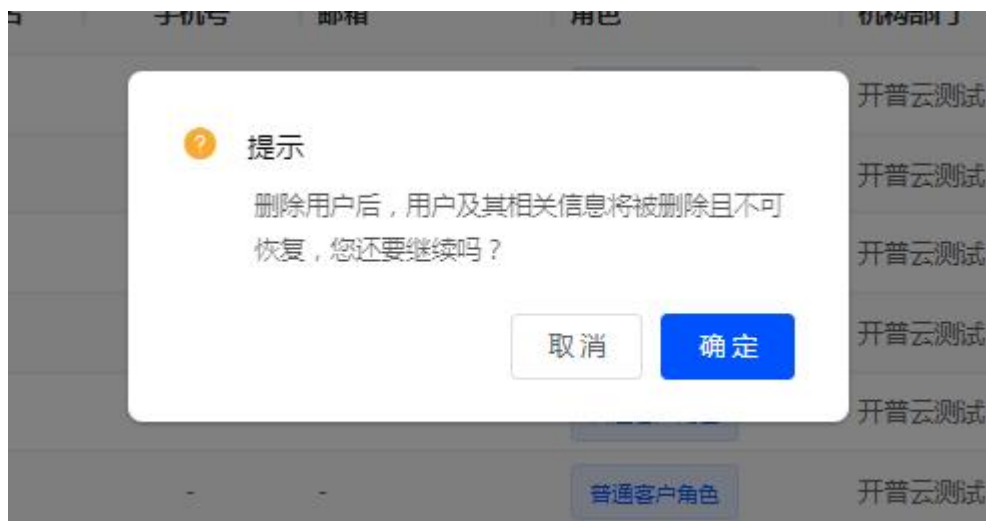 手机号 邮箱 角色 机构部门
开普云测试
提示
开普云测试
删除用户后，用户及其相关信息将被删除且不可
恢复，您还要继续吗？
开普云测试
取消 确定
开普云测试
开普云测试
- - 普通客户角色 开普云测试